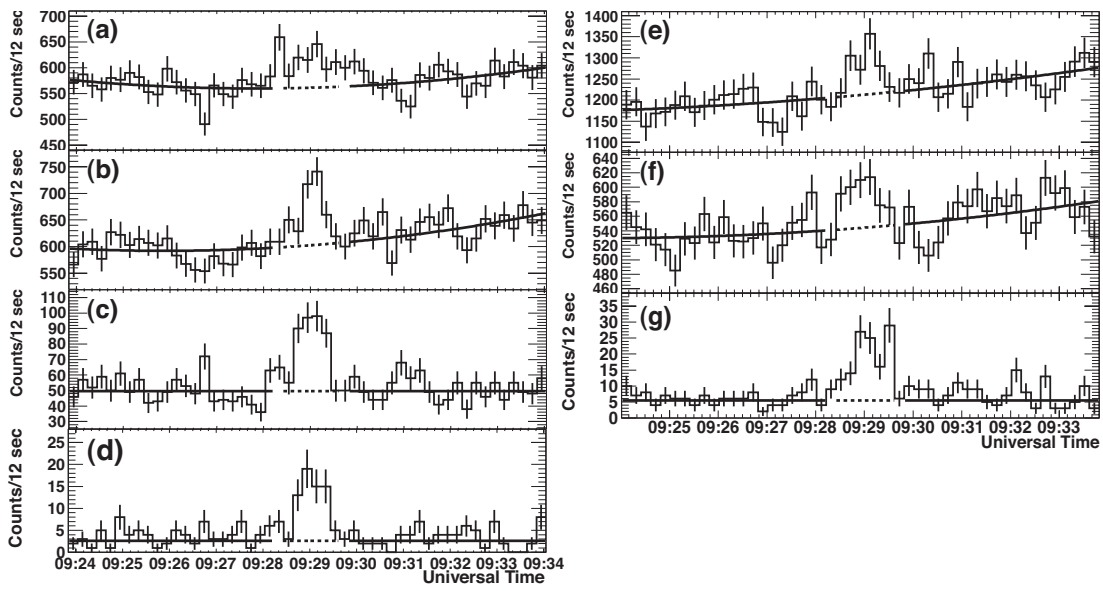 (a)
Counts/12 sec
700
650
600
550
500
450
(b)
Counts/12 sec
750
700
650
600
550
(c)
Counts/12 sec
110
100
90
80
70
60
50
40
30
(d)
Counts/12 sec
25
20
15
10
5
0
09:24 09:25 09:26 09:27 09:28 09:29 09:30 09:31 09:32 09:33 09:34
Universal Time
(e)
Counts/12 sec
1400
1350
1300
1250
1200
1150
1100
(f)
Counts/12 sec
640
620
600
580
560
540
520
500
480
460
(g)
Counts/12 sec
35
30
25
20
15
10
5
0
09:25 09:26 09:27 09:28 09:29 09:30 09:31 09:32 09:33
Universal Time